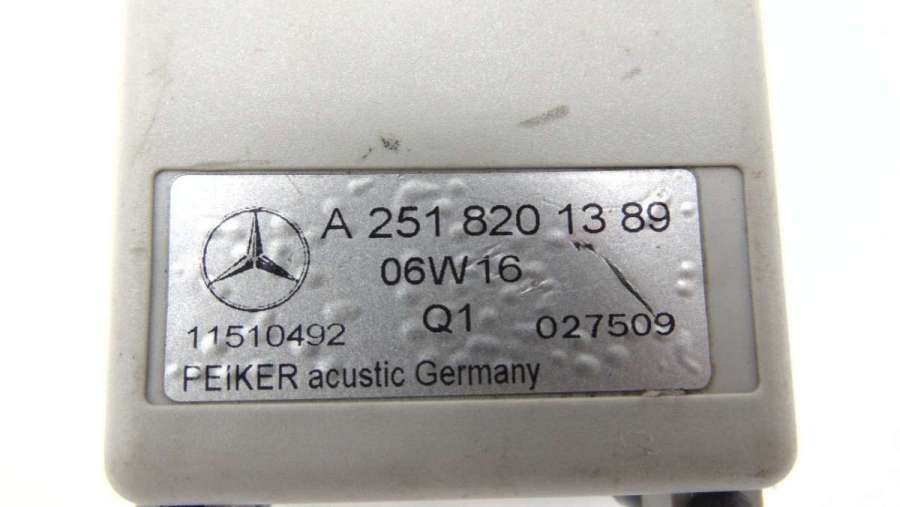 A 251 820 13 89
06W16
Q1
11510492 027509
PEIKER acustic Germany